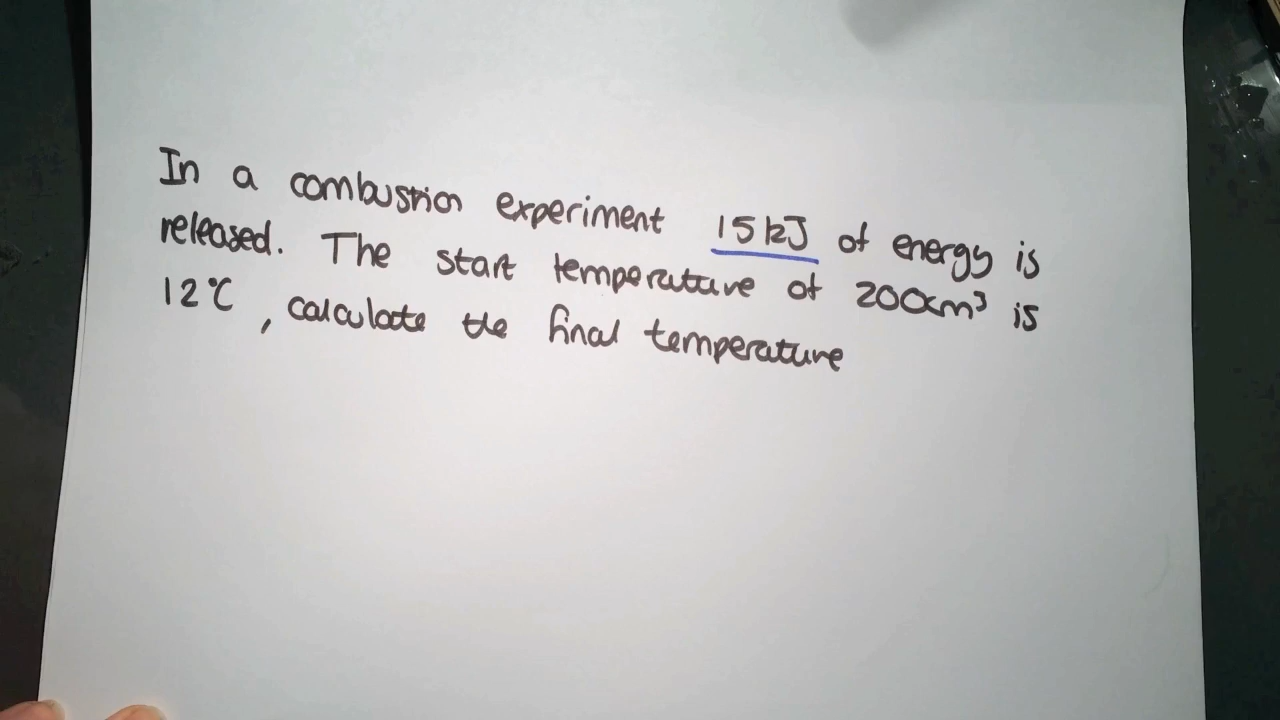 In a combustion experiment 15kJ of energy is
released. The start temperature of 200cm³ is
12°C, calculate the final temperature